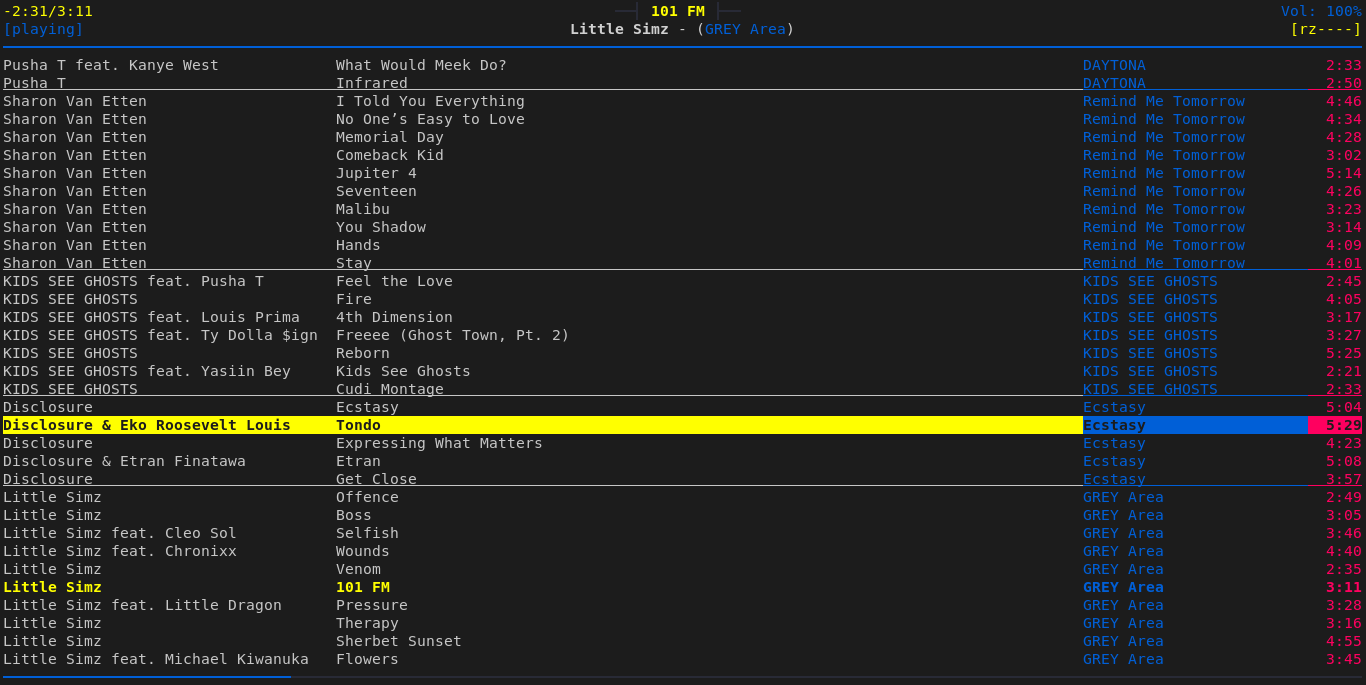 -2:31/3:11 ──┤ 101 FM ├── Vol: 100%
[playing] Little Simz - (GREY Area) [rz----]
Pusha T feat. Kanye West What Would Meek Do? DAYTONA 2:33
Pusha T Infrared DAYTONA 2:50
Sharon Van Etten I Told You Everything Remind Me Tomorrow 4:46
Sharon Van Etten No One’s Easy to Love Remind Me Tomorrow 4:34
Sharon Van Etten Memorial Day Remind Me Tomorrow 4:28
Sharon Van Etten Comeback Kid Remind Me Tomorrow 3:02
Sharon Van Etten Jupiter 4 Remind Me Tomorrow 5:14
Sharon Van Etten Seventeen Remind Me Tomorrow 4:26
Sharon Van Etten Malibu Remind Me Tomorrow 3:23
Sharon Van Etten You Shadow Remind Me Tomorrow 3:14
Sharon Van Etten Hands Remind Me Tomorrow 4:09
Sharon Van Etten Stay Remind Me Tomorrow 4:01
KIDS SEE GHOSTS feat. Pusha T Feel the Love KIDS SEE GHOSTS 2:45
KIDS SEE GHOSTS Fire KIDS SEE GHOSTS 4:05
KIDS SEE GHOSTS feat. Louis Prima 4th Dimension KIDS SEE GHOSTS 3:17
KIDS SEE GHOSTS feat. Ty Dolla $ign Freeee (Ghost Town, Pt. 2) KIDS SEE GHOSTS 3:27
KIDS SEE GHOSTS Reborn KIDS SEE GHOSTS 5:25
KIDS SEE GHOSTS feat. Yasiin Bey Kids See Ghosts KIDS SEE GHOSTS 2:21
KIDS SEE GHOSTS Cudi Montage KIDS SEE GHOSTS 2:33
Disclosure Ecstasy Ecstasy 5:04
Disclosure & Eko Roosevelt Louis Tondo Ecstasy 5:29
Disclosure Expressing What Matters Ecstasy 4:23
Disclosure & Etran Finatawa Etran Ecstasy 5:08
Disclosure Get Close Ecstasy 3:57
Little Simz Offence GREY Area 2:49
Little Simz Boss GREY Area 3:05
Little Simz feat. Cleo Sol Selfish GREY Area 3:46
Little Simz feat. Chronixx Wounds GREY Area 4:40
Little Simz Venom GREY Area 2:35
Little Simz 101 FM GREY Area 3:11
Little Simz feat. Little Dragon Pressure GREY Area 3:28
Little Simz Therapy GREY Area 3:16
Little Simz Sherbet Sunset GREY Area 4:55
Little Simz feat. Michael Kiwanuka Flowers GREY Area 3:45